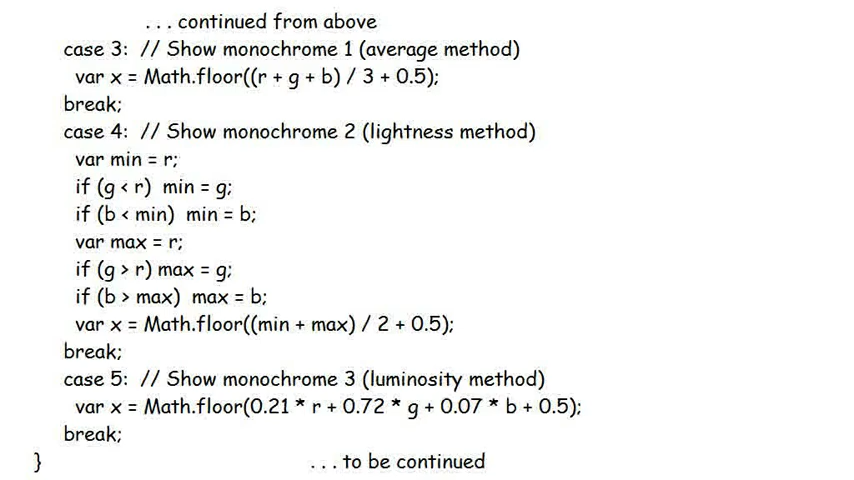 . . . continued from above
case 3:  // Show monochrome 1 (average method)
var x = Math.floor((r + g + b) / 3 + 0.5);
break;
case 4:  // Show monochrome 2 (lightness method)
var min = r;
if (g < r)  min = g;
if (b < min)  min = b;
var max = r;
if (g > r) max = g;
if (b > max)  max = b;
var x = Math.floor((min + max) / 2 + 0.5);
break;
case 5:  // Show monochrome 3 (luminosity method)
var x = Math.floor(0.21 * r + 0.72 * g + 0.07 * b + 0.5);
break;
} . . . to be continued